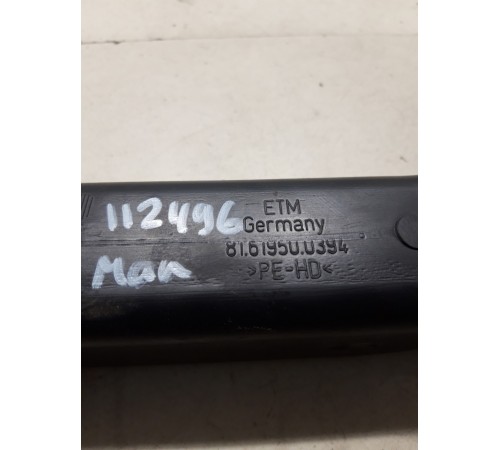 112496
Man
ETM
Germany
81.61950.0394
>PE-HD<